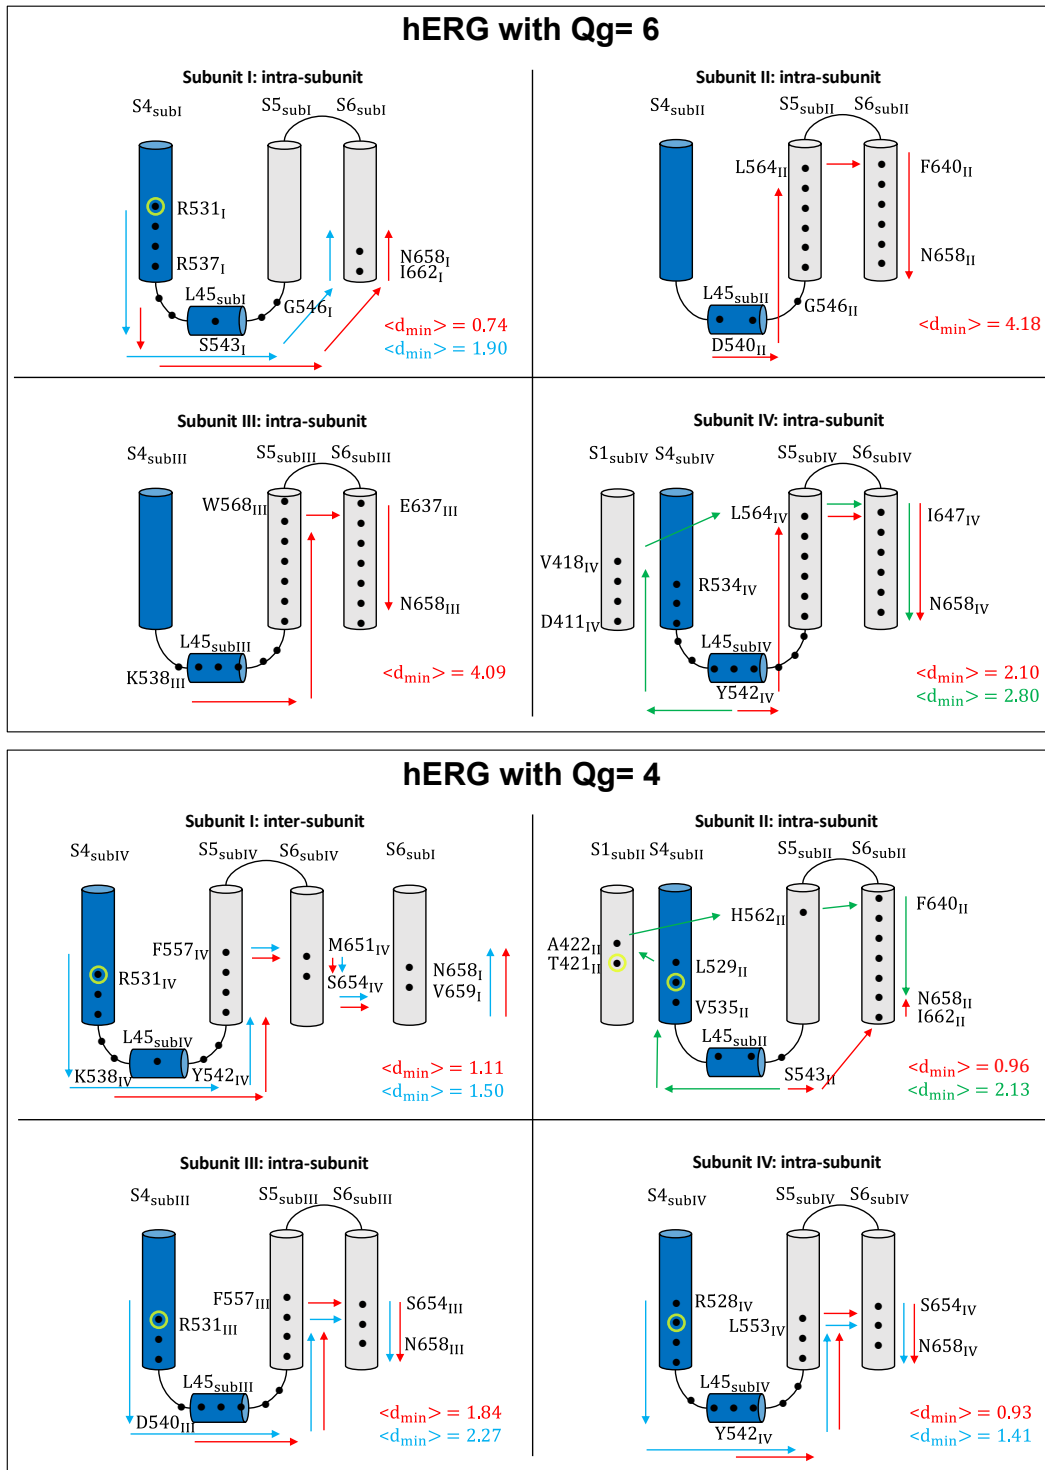 hERG with Qg= 6
Subunit I: intra-subunit
S4subI S5subI S6subI
R531I
R537I
N658I
I662I
L45subI
G546I
S543I
<dmin> = 0.74
<dmin> = 1.90
Subunit II: intra-subunit
S4subII S5subII S6subII
L564II F640II
N658II
L45subII
G546II
D540II
<dmin> = 4.18
Subunit III: intra-subunit
S4subIII S5subIII S6subIII
W568III E637III
N658III
L45subIII
K538III
<dmin> = 4.09
Subunit IV: intra-subunit
S1subIV S4subIV S5subIV S6subIV
L564IV I647IV
V418IV
R534IV
D411IV
N658IV
L45subIV
Y542IV
<dmin> = 2.10
<dmin> = 2.80
hERG with Qg= 4
Subunit I: inter-subunit
S4subIV S5subIV S6subIV S6subI
F557IV M651IV
R531IV S654IV
N658I
V659I
L45subIV
K538IV Y542IV
<dmin> = 1.11
<dmin> = 1.50
Subunit II: intra-subunit
S1subII S4subII S5subII S6subII
H562II F640II
A422II
T421II
L529II
V535II
N658II
I662II
L45subII
S543II
<dmin> = 0.96
<dmin> = 2.13
Subunit III: intra-subunit
S4subIII S5subIII S6subIII
F557III S654III
R531III
N658III
L45subIII
D540III
<dmin> = 1.84
<dmin> = 2.27
Subunit IV: intra-subunit
S4subIV S5subIV S6subIV
R528IV S654IV
L553IV
N658IV
L45subIV
Y542IV
<dmin> = 0.93
<dmin> = 1.41